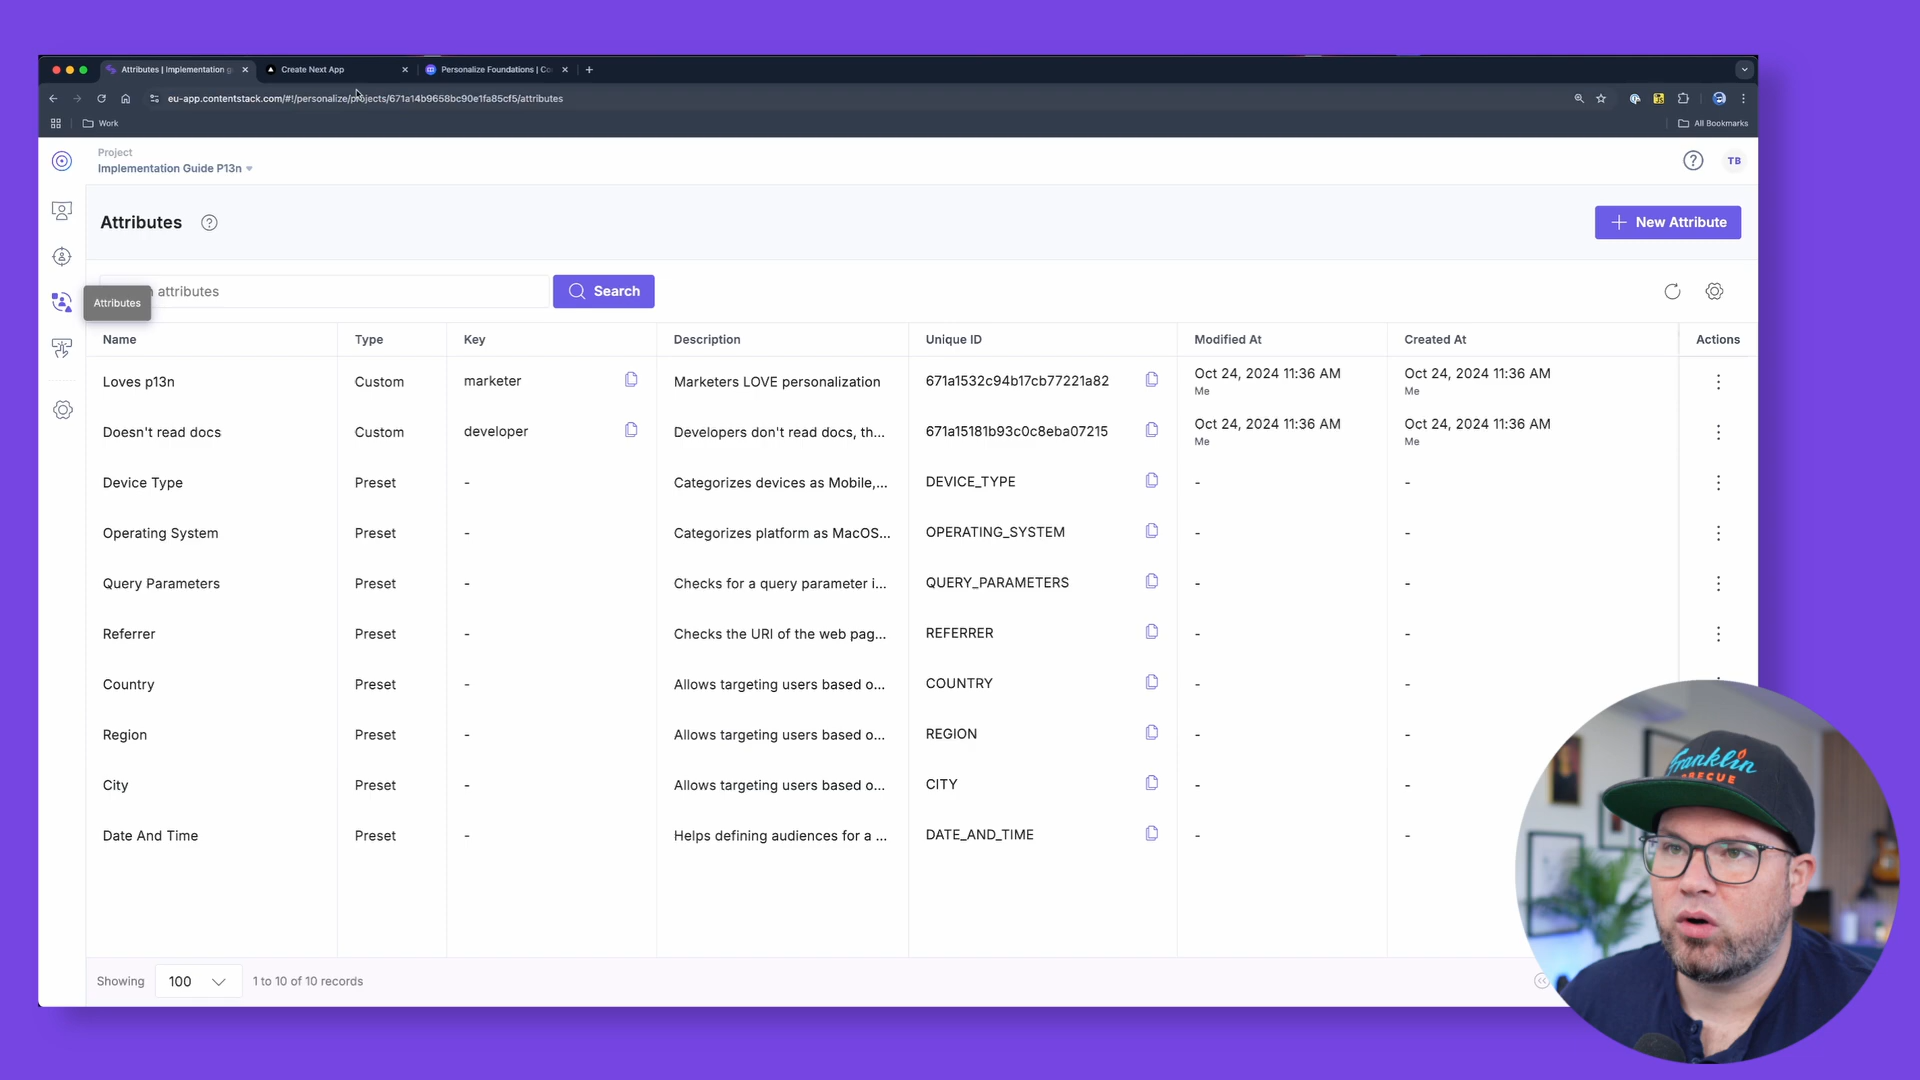 Attributes | Implementation g
Create Next App
Personalize Foundations | Co
eu-app.contentstack.com/#!/personalize/projects/671a14b9658bc90e1fa85cf5/attributes
Work
All Bookmarks
Project
Implementation Guide P13n
TB
Attributes
New Attribute
Attributes
attributes
Search
Name Type Key Description Unique ID Modified At Created At Actions
Loves p13n Custom marketer Marketers LOVE personalization 671a1532c94b17cb77221a82 Oct 24, 2024 11:36 AM Oct 24, 2024 11:36 AM
Me Me
Doesn't read docs Custom developer Developers don't read docs, th... 671a15181b93c0c8eba07215 Oct 24, 2024 11:36 AM Oct 24, 2024 11:36 AM
Me Me
Device Type Preset - Categorizes devices as Mobile,... DEVICE_TYPE - -
Operating System Preset - Categorizes platform as MacOS... OPERATING_SYSTEM - -
Query Parameters Preset - Checks for a query parameter i... QUERY_PARAMETERS - -
Referrer Preset - Checks the URI of the web pag... REFERRER - -
Country Preset - Allows targeting users based o... COUNTRY - -
Region Preset - Allows targeting users based o... REGION - -
City Preset - Allows targeting users based o... CITY - -
Date And Time Preset - Helps defining audiences for a ... DATE_AND_TIME - -
Showing 100 1 to 10 of 10 records
Franklin